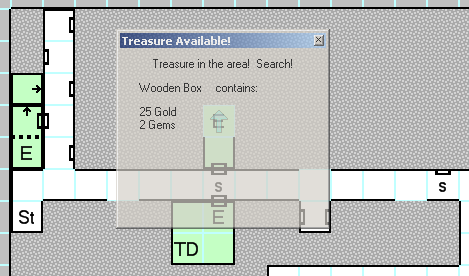 Treasure Available!
Treasure in the area! Search!
Wooden Box contains:
25 Gold
2 Gems
E
E
S
S
St
E
TD